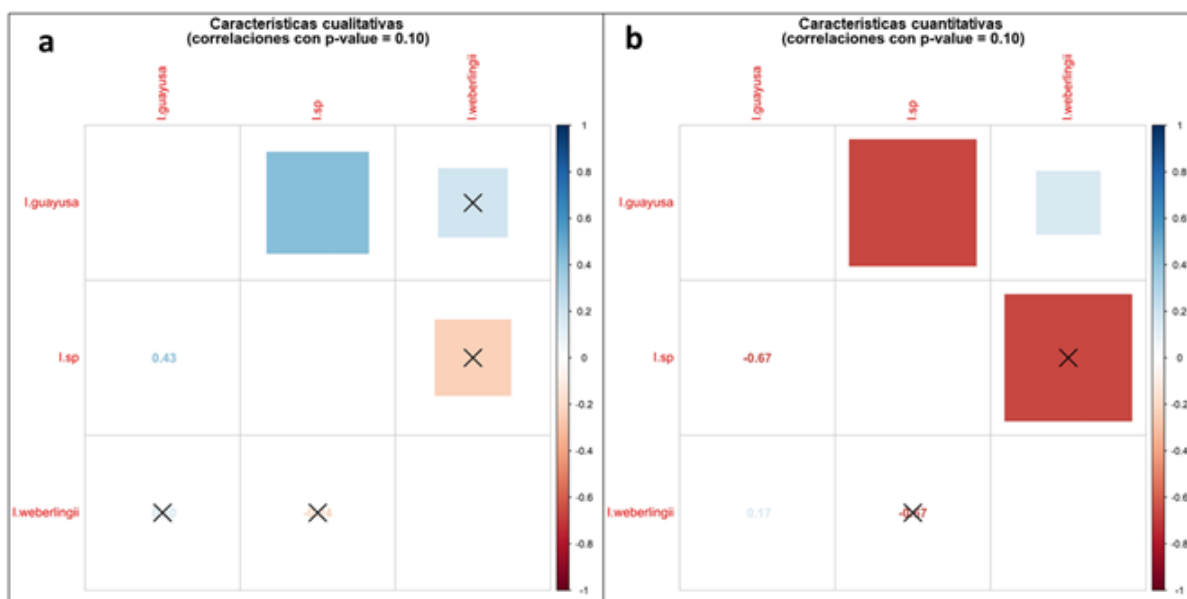 a
Características cualitativas
(correlaciones con p-value = 0.10)
I.guayusa
I.sp
I.weberlingii
I.guayusa
I.sp
0.43
I.weberlingii
1
0.8
0.6
0.4
0.2
0
-0.2
-0.4
-0.6
-0.8
-1
b
Características cuantitativas
(correlaciones con p-value = 0.10)
I.guayusa
I.sp
I.weberlingii
I.guayusa
I.sp
-0.67
I.weberlingii
0.17
1
0.8
0.6
0.4
0.2
0
-0.2
-0.4
-0.6
-0.8
-1